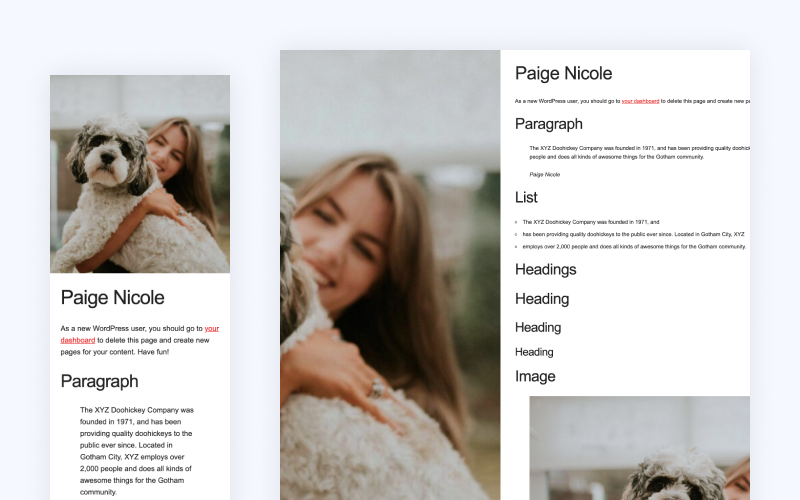 Paige Nicole
As a new WordPress user, you should go to your
dashboard to delete this page and create new
pages for your content. Have fun!
Paragraph
The XYZ Doohickey Company was
founded in 1971, and has been
providing quality doohickeys to the
public ever since. Located in
Gotham City, XYZ employs over
2,000 people and does all kinds of
awesome things for the Gotham
community.
Paige Nicole
As a new WordPress user, you should go to your dashboard to delete this page and create new
Paragraph
The XYZ Doohickey Company was founded in 1971, and has been providing quality
people and does all kinds of awesome things for the Gotham community.
Paige Nicole
List
The XYZ Doohickey Company was founded in 1971, and
has been providing quality doohickeys to the public ever since. Located in Gotham City, XYZ
employs over 2,000 people and does all kinds of awesome things for the Gotham community.
Headings
Heading
Heading
Heading
Image